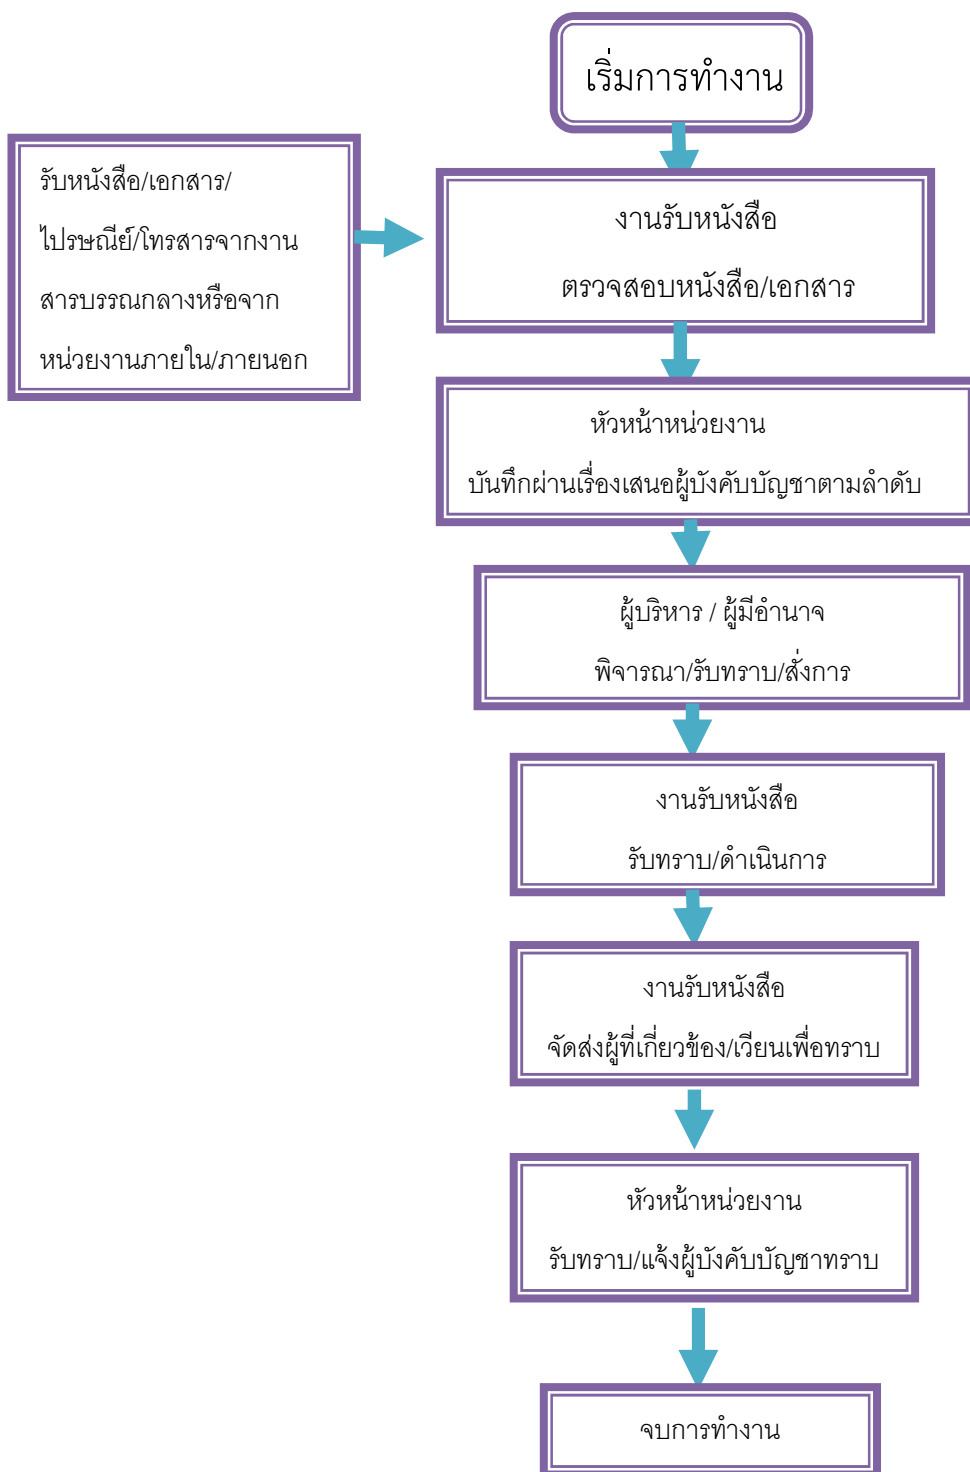 เริ่มการทำงาน
รับหนังสือ/เอกสาร/
ไปรษณีย์/โทรสารจากงาน
สารบรรณกลางหรือจาก
หน่วยงานภายใน/ภายนอก
งานรับหนังสือ
ตรวจสอบหนังสือ/เอกสาร
หัวหน้าหน่วยงาน
บันทึกผ่านเรื่องเสนอผู้บังคับบัญชาตามลำดับ
ผู้บริหาร / ผู้มีอำนาจ
พิจารณา/รับทราบ/สั่งการ
งานรับหนังสือ
รับทราบ/ดำเนินการ
งานรับหนังสือ
จัดส่งผู้ที่เกี่ยวข้อง/เวียนเพื่อทราบ
หัวหน้าหน่วยงาน
รับทราบ/แจ้งผู้บังคับบัญชาทราบ
จบการทำงาน